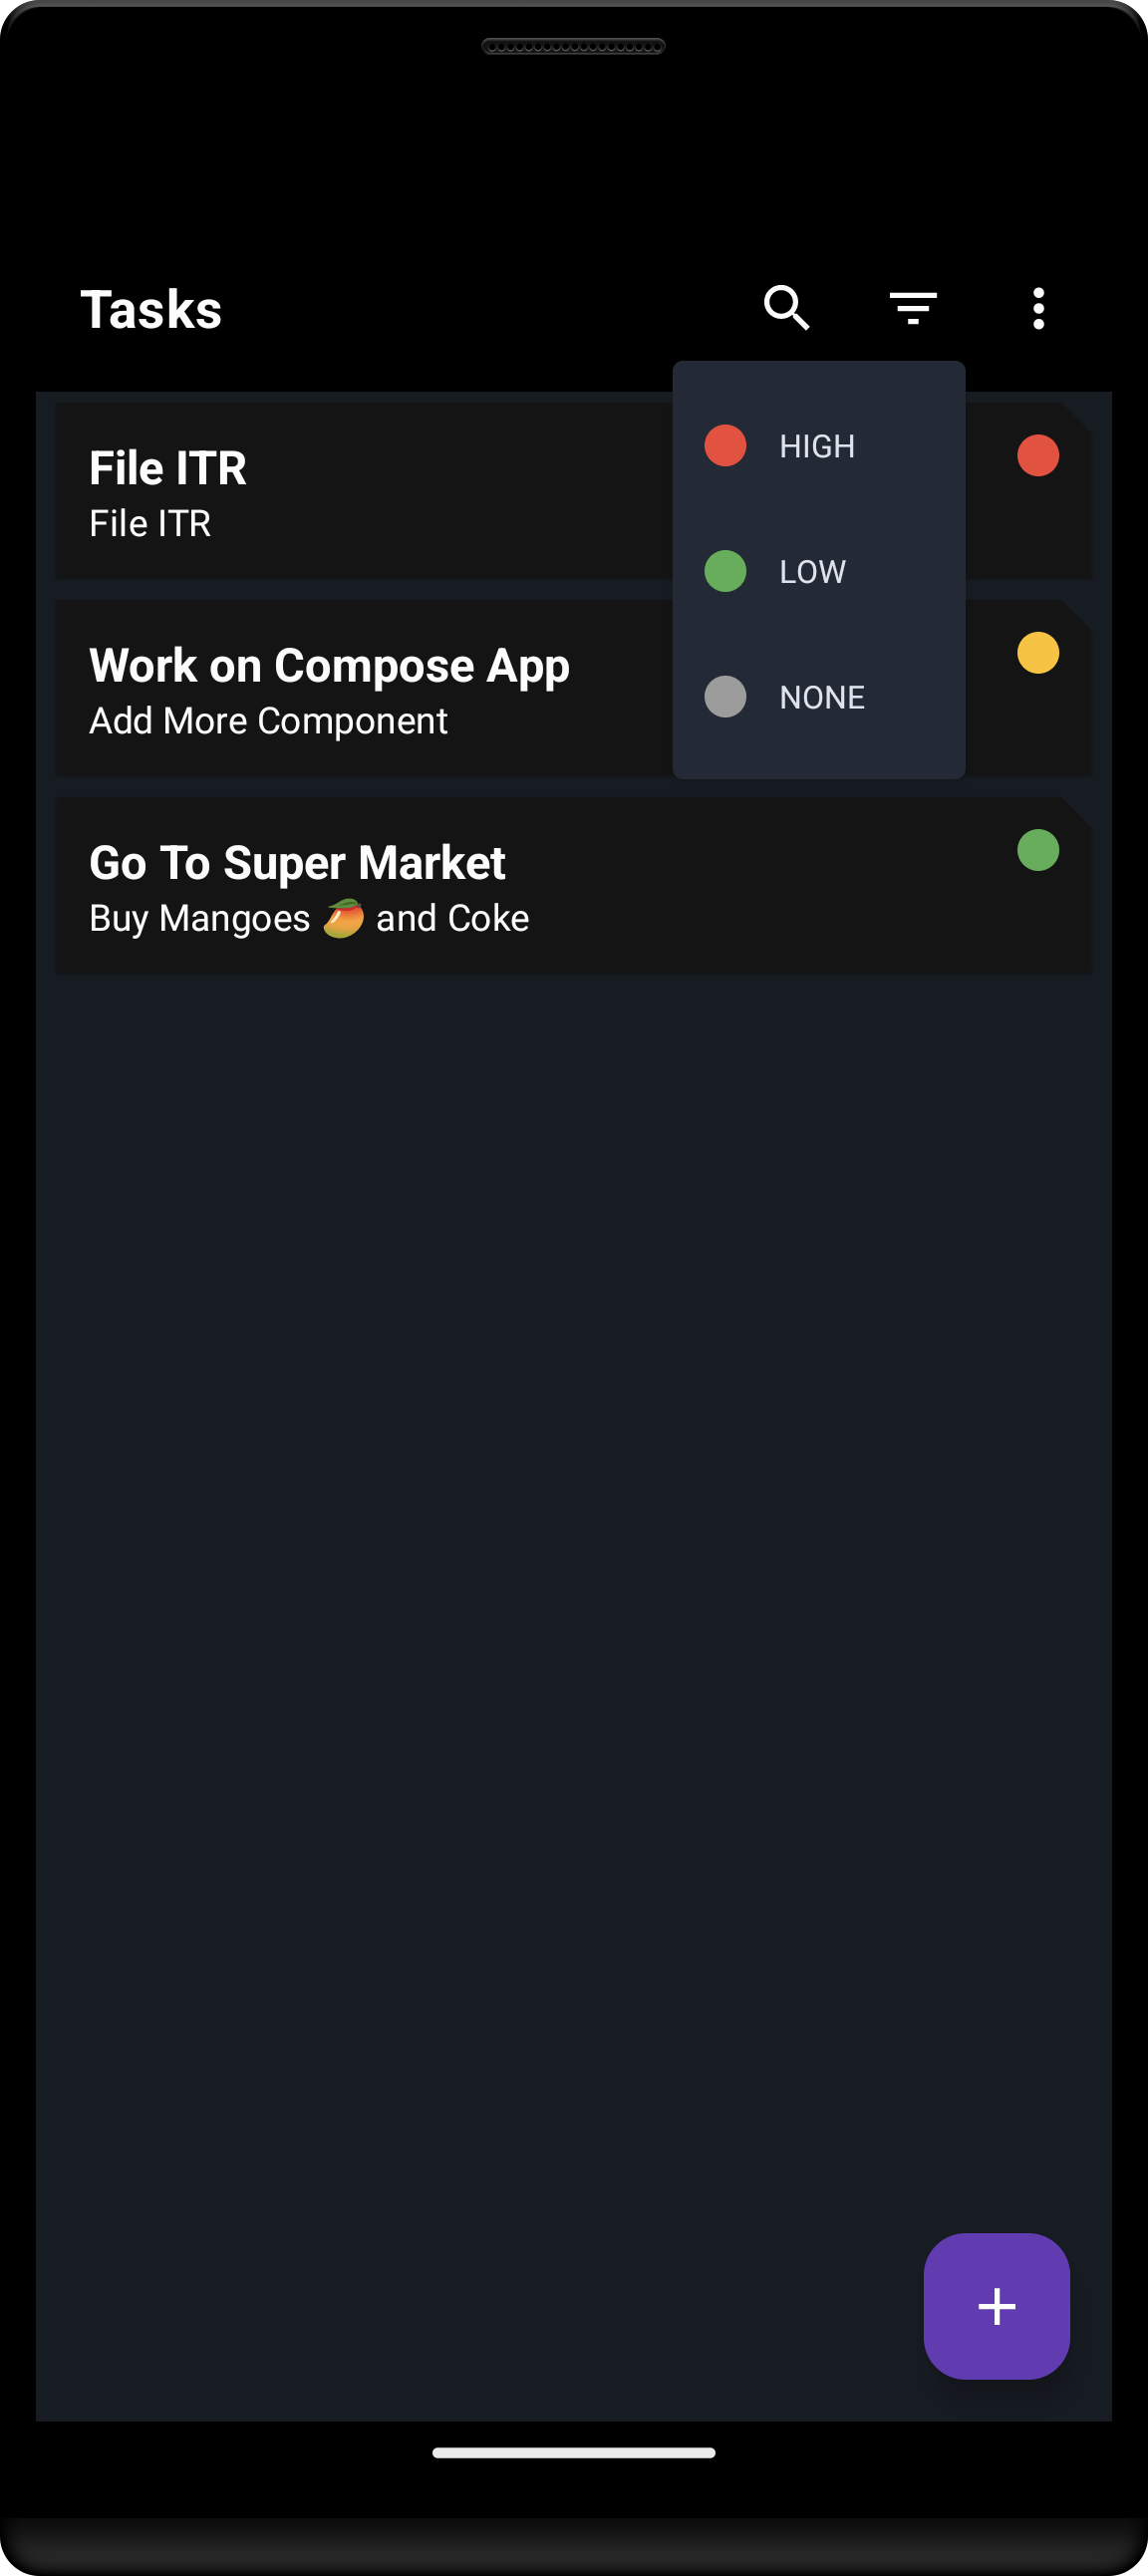 Tasks
HIGH
LOW
NONE
File ITR
File ITR
Work on Compose App
Add More Component
Go To Super Market
Buy Mangoes 🥭 and Coke